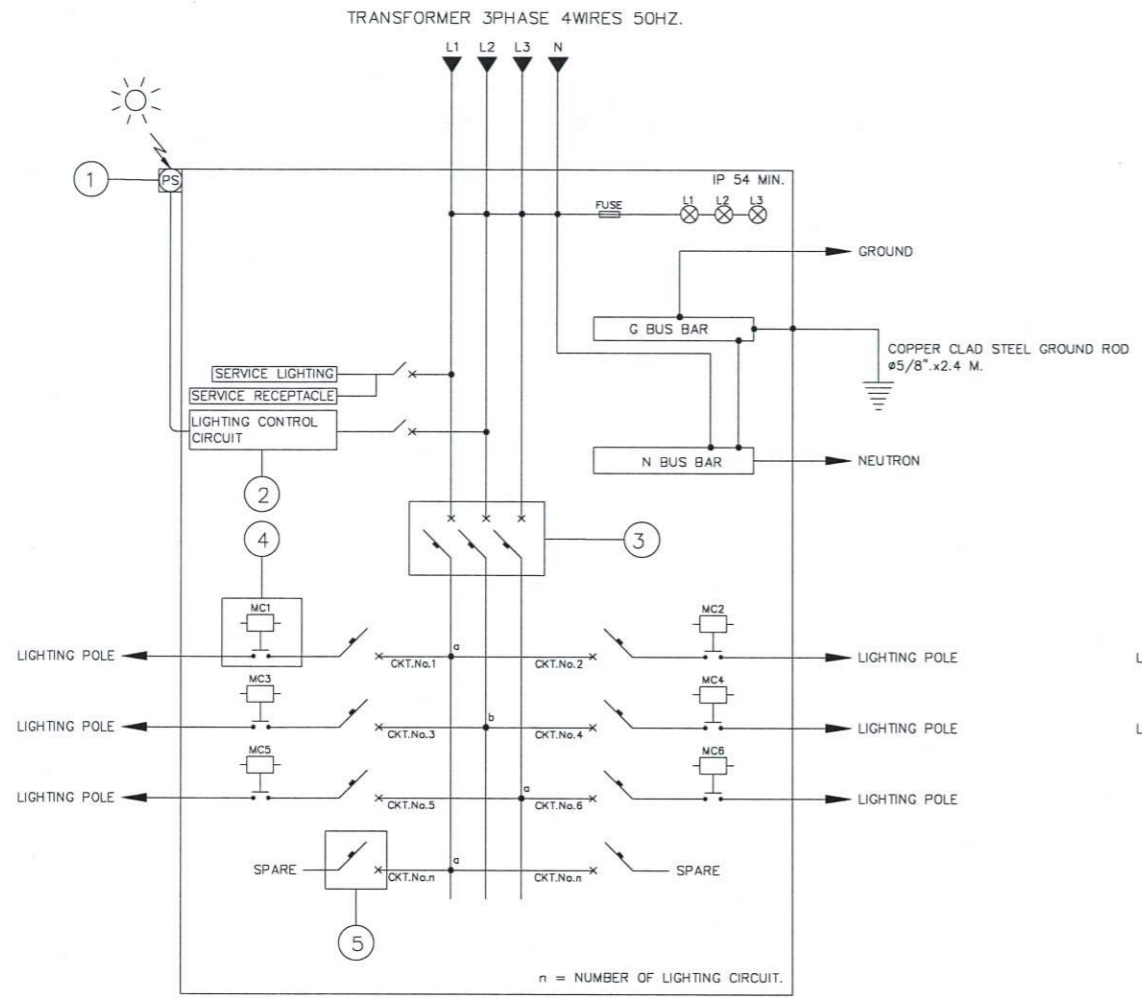 TRANSFORMER 3PHASE 4WIRES 50HZ.
L1 L2 L3 N
1
PS
IP 54 MIN.
FUSE L1 L2 L3
GROUND
G BUS BAR
COPPER CLAD STEEL GROUND ROD
ø5/8".x2.4 M.
SERVICE LIGHTING
SERVICE RECEPTACLE
LIGHTING CONTROL
CIRCUIT
N BUS BAR
NEUTRON
2
4
3
MC1
MC2
LIGHTING POLE
CKT.No.1
a
CKT.No.2
LIGHTING POLE
L
MC3
MC4
LIGHTING POLE
CKT.No.3
b
CKT.No.4
LIGHTING POLE
L
MC5
MC6
LIGHTING POLE
CKT.No.5
a
CKT.No.6
LIGHTING POLE
SPARE
CKT.No.n
a
CKT.No.n
SPARE
5
n = NUMBER OF LIGHTING CIRCUIT.